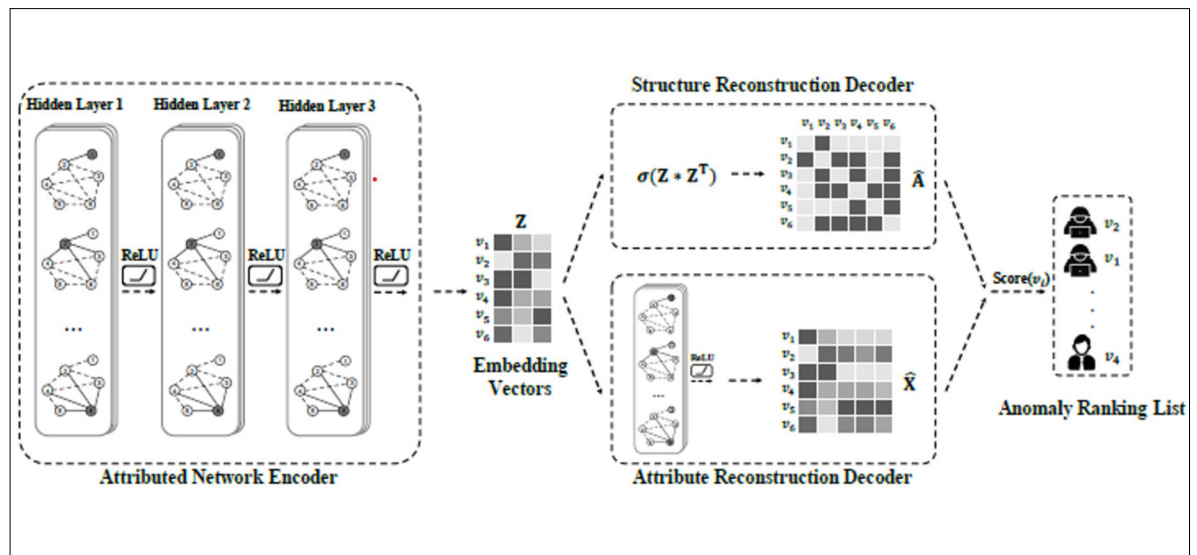 Structure Reconstruction Decoder
Hidden Layer 1 Hidden Layer 2 Hidden Layer 3
v₁ v₂ v₃ v₄ v₅ v₆
v₁
v₂
v₃
v₄
v₅
v₆
σ(Z * Zᵀ)
Â
ReLU ReLU ReLU
...
...
...
Z
v₁
v₂
v₃
v₄
v₅
v₆
Embedding
Vectors
ReLU
...
v₁
v₂
v₃
v₄
v₅
v₆
X̂
Score(vᵢ)
v₂
v₁
.
.
.
v₄
Anomaly Ranking List
Attributed Network Encoder
Attribute Reconstruction Decoder